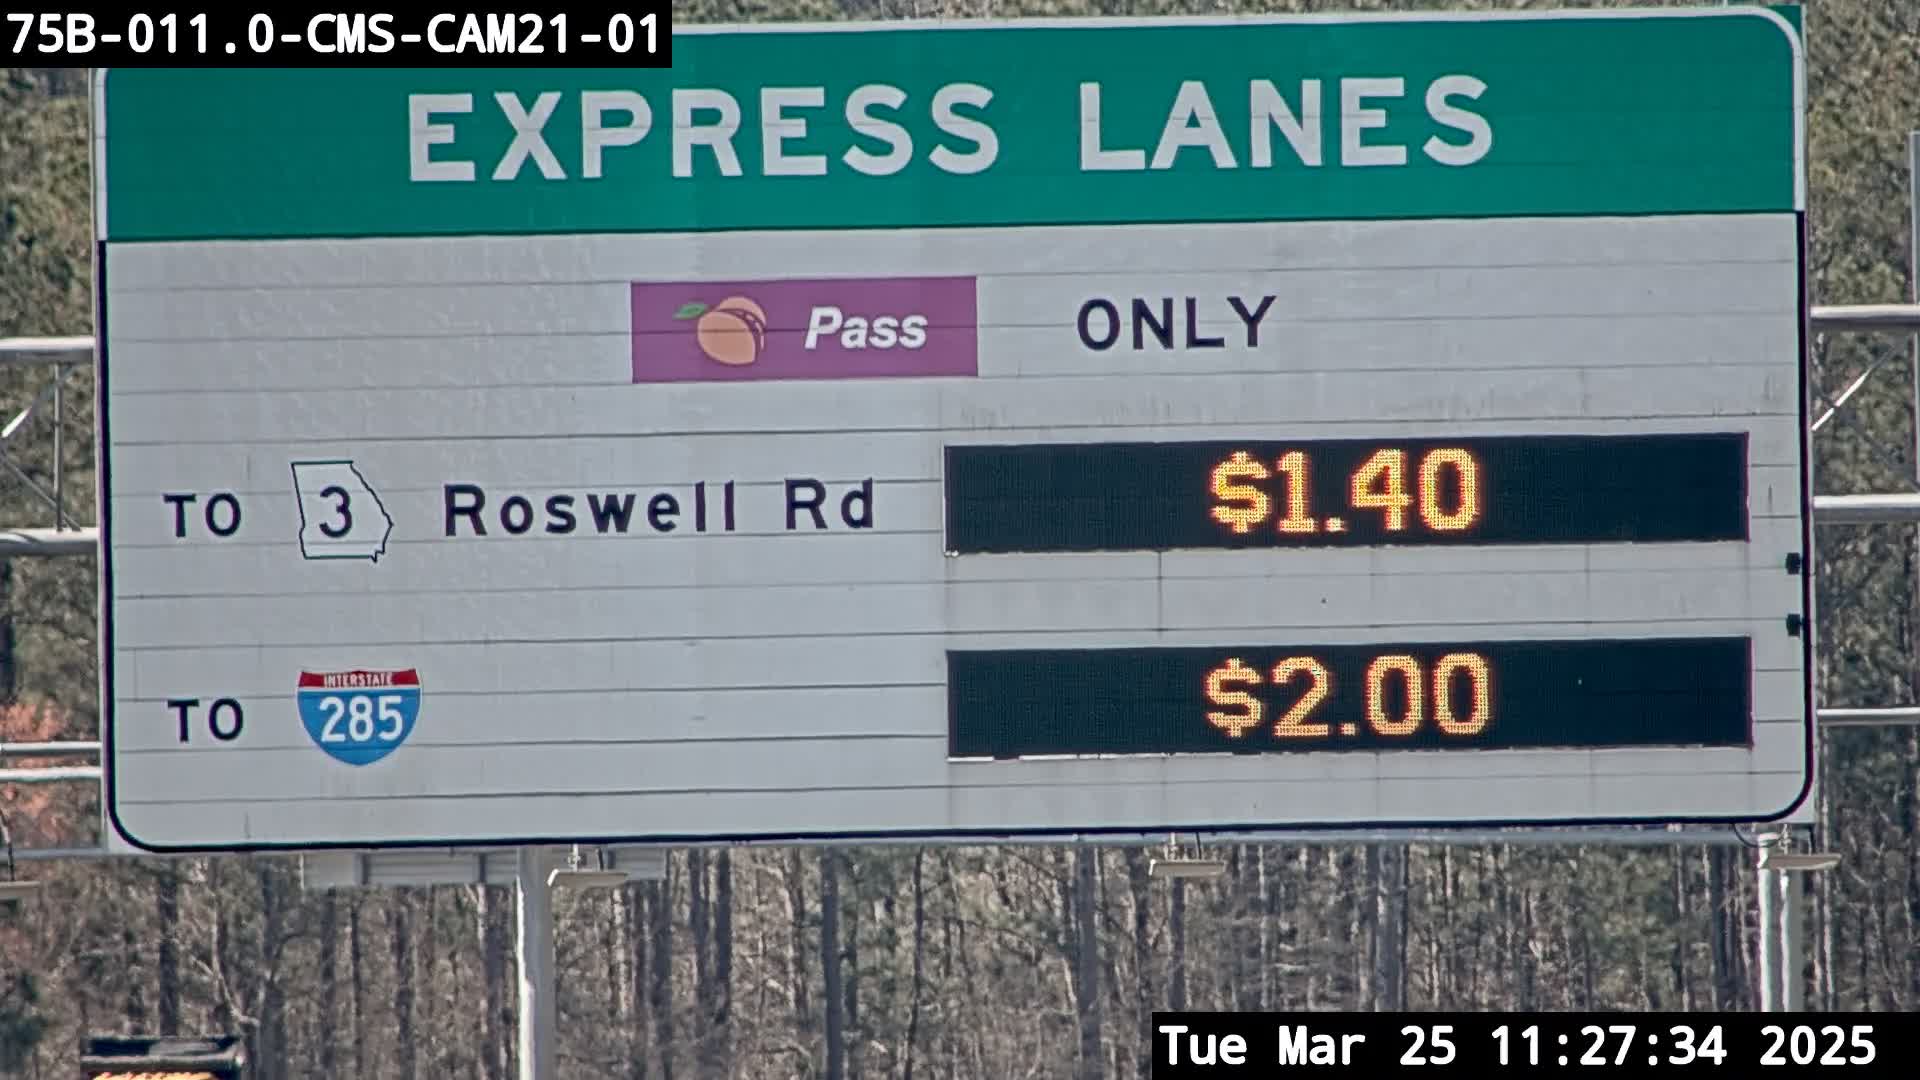 75B-011.0-CMS-CAM21-01
EXPRESS LANES
Pass ONLY
TO 3 Roswell Rd $1.40
INTERSTATE
TO 285 $2.00
Tue Mar 25 11:27:34 2025